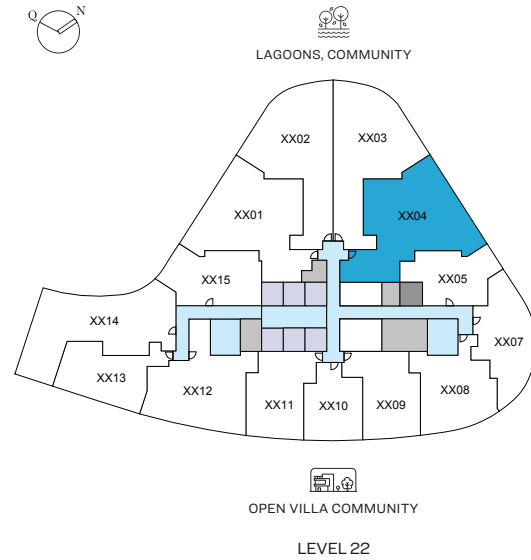 Q N
LAGOONS, COMMUNITY
XX02 XX03
XX01 XX04
XX15 XX05
XX14
XX07
XX13 XX12 XX11 XX10 XX09 XX08
OPEN VILLA COMMUNITY
LEVEL 22